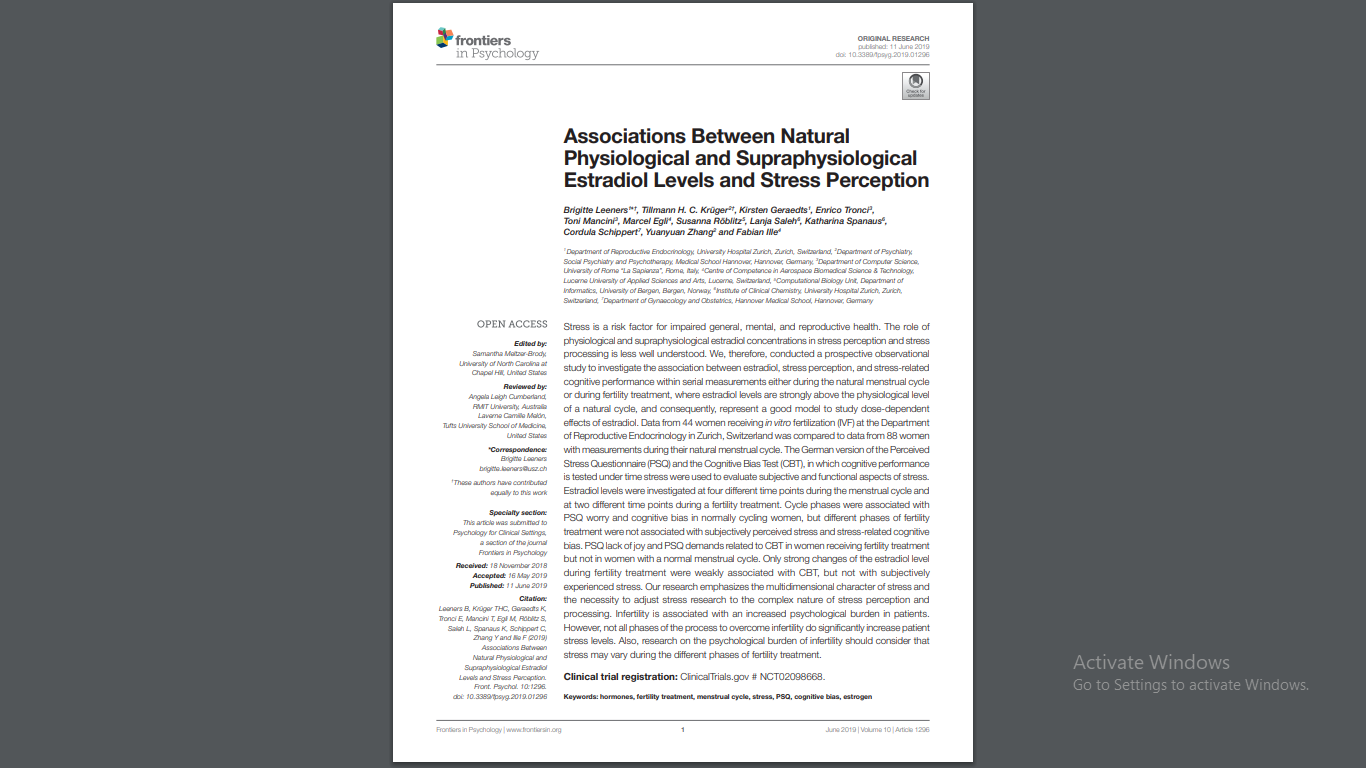 frontiers
in Psychology
ORIGINAL RESEARCH
published: 11 June 2019
doi: 10.3389/fpsyg.2019.01296
Check for
updates
Associations Between Natural
Physiological and Supraphysiological
Estradiol Levels and Stress Perception
Brigitte Leeners1*†, Tillmann H. C. Krüger2†, Kirsten Geraedts1, Enrico Tronci3,
Toni Mancini3, Marcel Egli4, Susanna Röblitz5, Lanja Saleh6, Katharina Spanaus6,
Cordula Schippert7, Yuanyuan Zhang2 and Fabian Ille4
1Department of Reproductive Endocrinology, University Hospital Zurich, Zurich, Switzerland, 2Department of Psychiatry,
Social Psychiatry and Psychotherapy, Medical School Hannover, Hannover, Germany, 3Department of Computer Science,
University of Rome "La Sapienza", Rome, Italy, 4Centre of Competence in Aerospace Biomedical Science & Technology,
Lucerne University of Applied Sciences and Arts, Lucerne, Switzerland, 5Computational Biology Unit, Department of
Informatics, University of Bergen, Bergen, Norway, 6Institute of Clinical Chemistry, University Hospital Zurich, Zurich,
Switzerland, 7Department of Gynaecology and Obstetrics, Hannover Medical School, Hannover, Germany
OPEN ACCESS
Edited by:
Samantha Meltzer-Brody,
University of North Carolina at
Chapel Hill, United States
Reviewed by:
Angela Leigh Cumberland,
RMIT University, Australia
Laverne Camille Melón,
Tufts University School of Medicine,
United States
*Correspondence:
Brigitte Leeners
brigitte.leeners@usz.ch
†These authors have contributed
equally to this work
Specialty section:
This article was submitted to
Psychology for Clinical Settings,
a section of the journal
Frontiers in Psychology
Received: 18 November 2018
Accepted: 16 May 2019
Published: 11 June 2019
Citation:
Leeners B, Krüger THC, Geraedts K,
Tronci E, Mancini T, Egli M, Röblitz S,
Saleh L, Spanaus K, Schippert C,
Zhang Y and Ille F (2019)
Associations Between
Natural Physiological and
Supraphysiological Estradiol
Levels and Stress Perception.
Front. Psychol. 10:1296.
doi: 10.3389/fpsyg.2019.01296
Stress is a risk factor for impaired general, mental, and reproductive health. The role of
physiological and supraphysiological estradiol concentrations in stress perception and stress
processing is less well understood. We, therefore, conducted a prospective observational
study to investigate the association between estradiol, stress perception, and stress-related
cognitive performance within serial measurements either during the natural menstrual cycle
or during fertility treatment, where estradiol levels are strongly above the physiological level
of a natural cycle, and consequently, represent a good model to study dose-dependent
effects of estradiol. Data from 44 women receiving in vitro fertilization (IVF) at the Department
of Reproductive Endocrinology in Zurich, Switzerland was compared to data from 88 women
with measurements during their natural menstrual cycle. The German version of the Perceived
Stress Questionnaire (PSQ) and the Cognitive Bias Test (CBT), in which cognitive performance
is tested under time stress were used to evaluate subjective and functional aspects of stress.
Estradiol levels were investigated at four different time points during the menstrual cycle and
at two different time points during a fertility treatment. Cycle phases were associated with
PSQ worry and cognitive bias in normally cycling women, but different phases of fertility
treatment were not associated with subjectively perceived stress and stress-related cognitive
bias. PSQ lack of joy and PSQ demands related to CBT in women receiving fertility treatment
but not in women with a normal menstrual cycle. Only strong changes of the estradiol level
during fertility treatment were weakly associated with CBT, but not with subjectively
experienced stress. Our research emphasizes the multidimensional character of stress and
the necessity to adjust stress research to the complex nature of stress perception and
processing. Infertility is associated with an increased psychological burden in patients.
However, not all phases of the process to overcome infertility do significantly increase patient
stress levels. Also, research on the psychological burden of infertility should consider that
stress may vary during the different phases of fertility treatment.
Clinical trial registration: ClinicalTrials.gov # NCT02098668.
Keywords: hormones, fertility treatment, menstrual cycle, stress, PSQ, cognitive bias, estrogen
Frontiers in Psychology | www.frontiersin.org
1
June 2019 | Volume 10 | Article 1296
Activate Windows
Go to Settings to activate Windows.